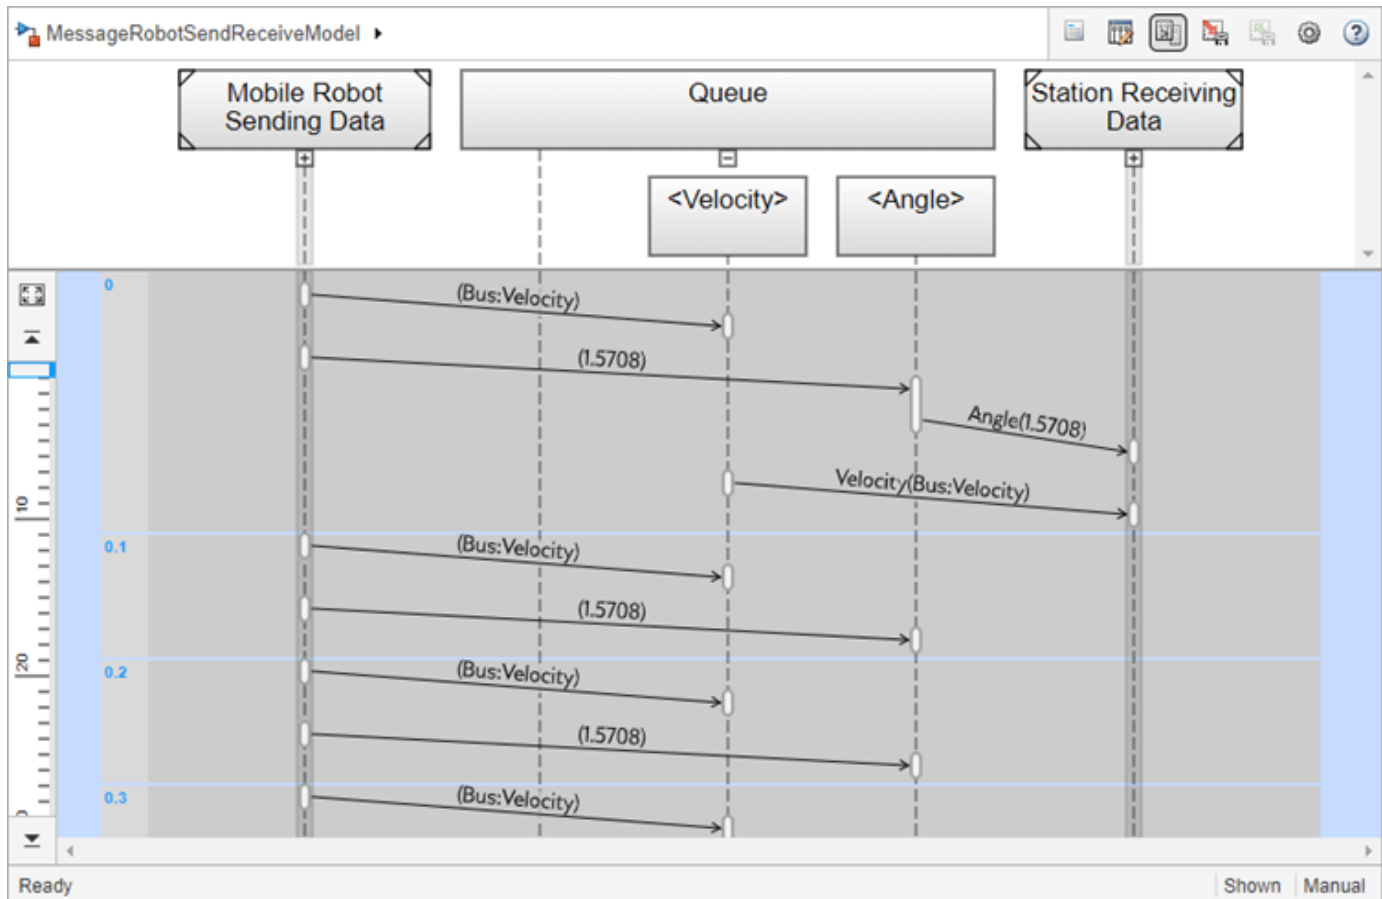 MessageRobotSendReceiveModel
Mobile Robot
Sending Data
Queue
Station Receiving
Data
<Velocity>
<Angle>
0
(Bus:Velocity)
(1.5708)
Angle(1.5708)
Velocity(Bus:Velocity)
10
0.1
(Bus:Velocity)
(1.5708)
20
0.2
(Bus:Velocity)
(1.5708)
0.3
(Bus:Velocity)
Ready
Shown
Manual